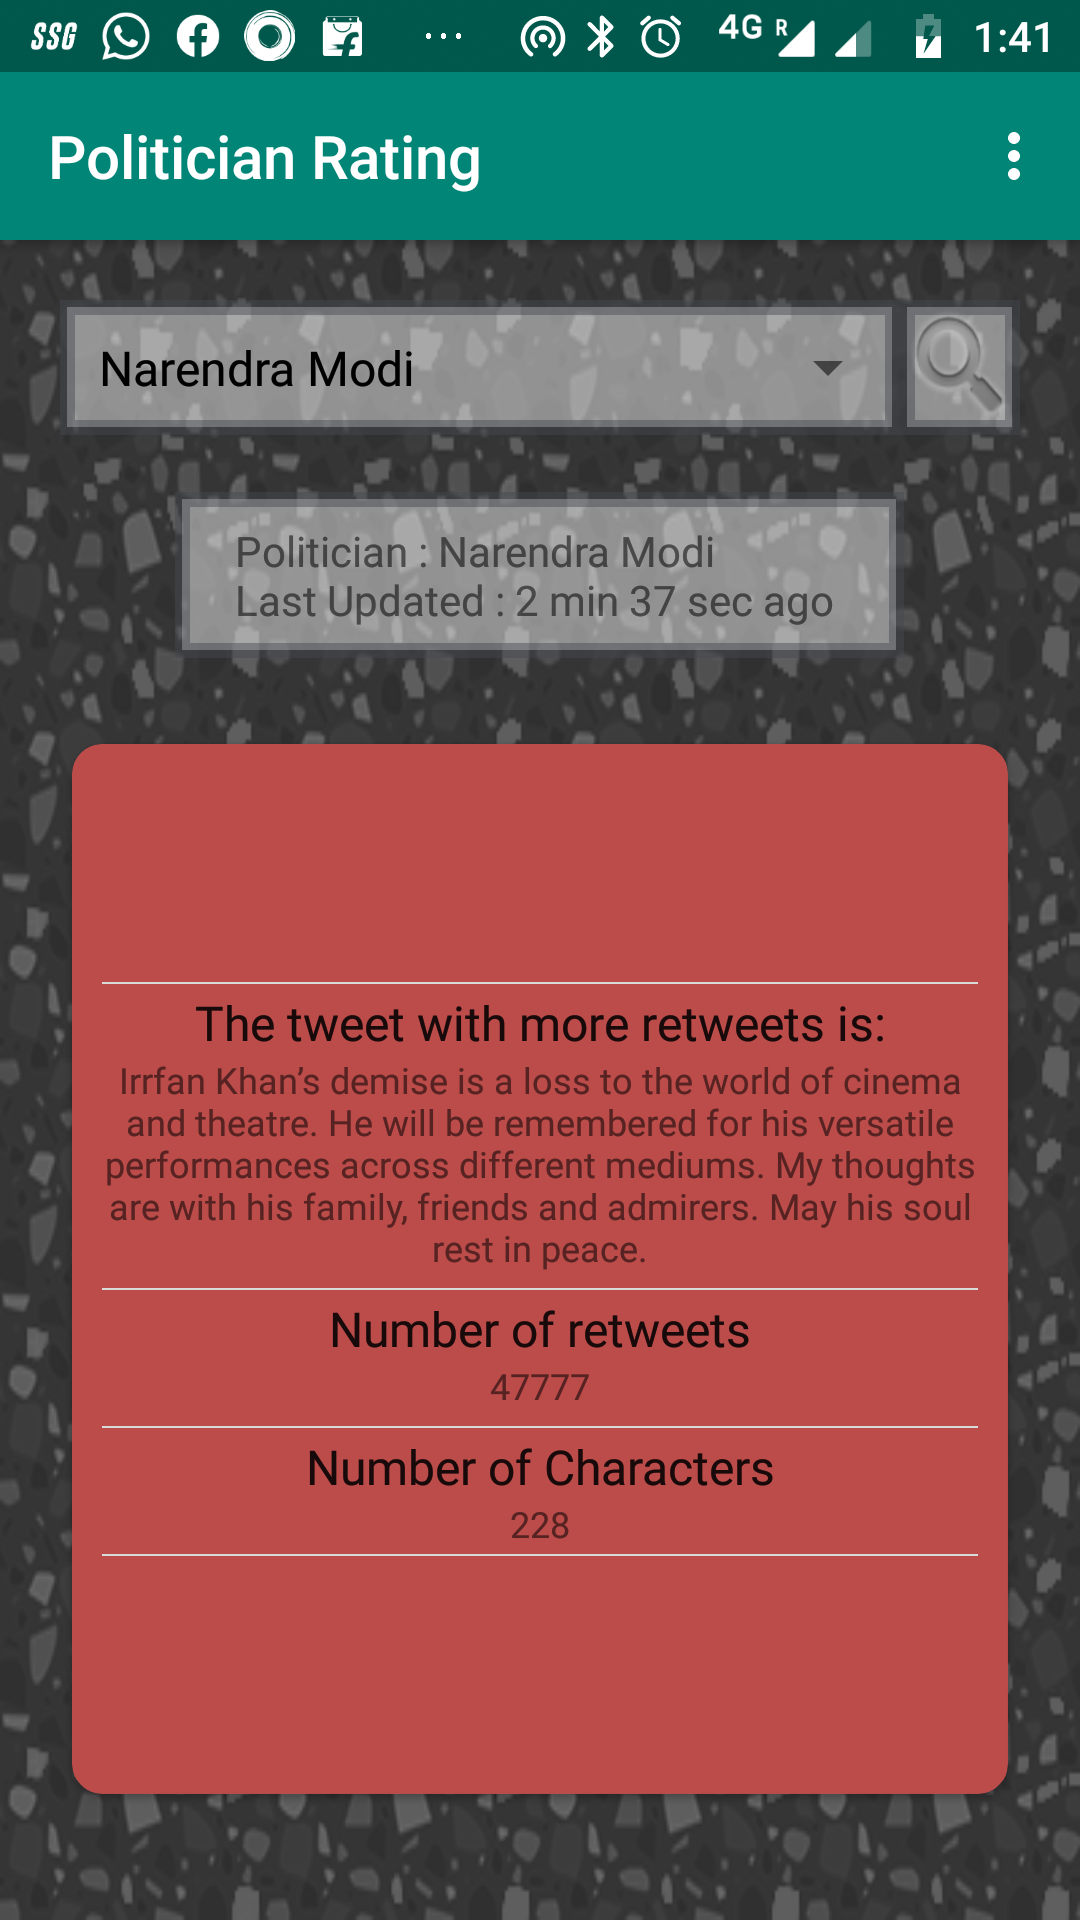 SSG 4G R 1:41
Politician Rating
Narendra Modi
Politician : Narendra Modi
Last Updated : 2 min 37 sec ago
The tweet with more retweets is:
Irrfan Khan’s demise is a loss to the world of cinema
and theatre. He will be remembered for his versatile
performances across different mediums. My thoughts
are with his family, friends and admirers. May his soul
rest in peace.
Number of retweets
47777
Number of Characters
228